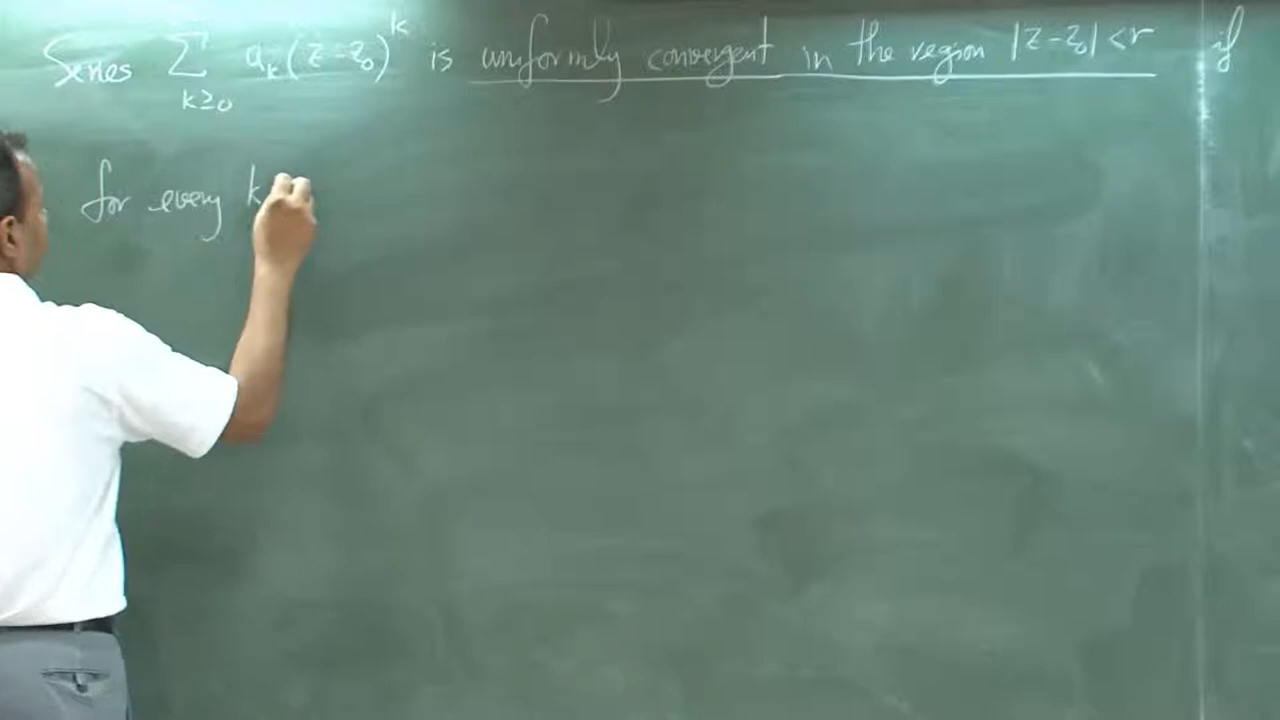 Series ∑ a_k (z-z_0)^k is uniformly convergent in the region |z-z_0| < r if
k≥0
for every k